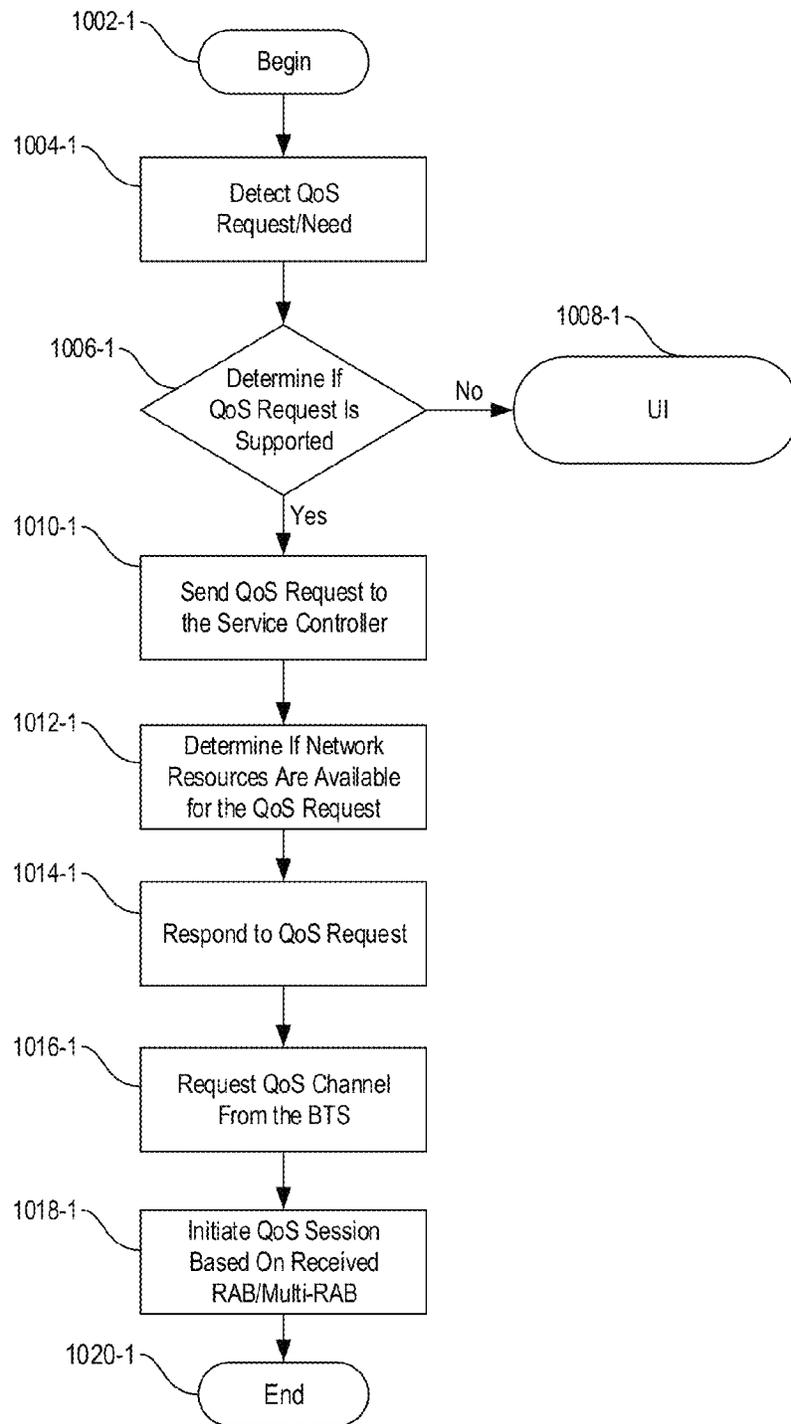 1002-1
Begin
1004-1
Detect QoS
Request/Need
1006-1
Determine If
QoS Request Is
Supported
No
1008-1
UI
Yes
1010-1
Send QoS Request to
the Service Controller
1012-1
Determine If Network
Resources Are Available
for the QoS Request
1014-1
Respond to QoS Request
1016-1
Request QoS Channel
From the BTS
1018-1
Initiate QoS Session
Based On Received
RAB/Multi-RAB
1020-1
End